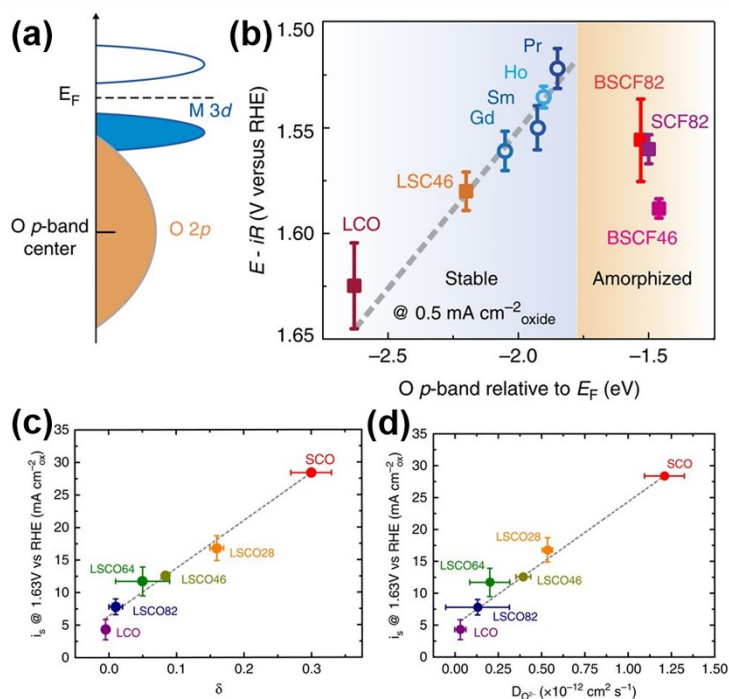 (a)
E_F
M 3d
O p-band
center
O 2p
(b)
E - iR (V versus RHE)
1.50
1.55
1.60
1.65
Pr
Ho
Sm
Gd
LSC46
LCO
BSCF82
SCF82
BSCF46
Stable
Amorphized
@ 0.5 mA cm⁻²oxide
−2.5
−2.0
−1.5
O p-band relative to E_F (eV)
(c)
i_s @ 1.63V vs RHE (mA cm⁻²ox)
35
30
25
20
15
10
5
0
SCO
LSCO28
LSCO64
LSCO46
LSCO82
LCO
0.0
0.1
0.2
0.3
δ
(d)
i_s @ 1.63V vs RHE (mA cm⁻²ox)
35
30
25
20
15
10
5
0
SCO
LSCO28
LSCO64
LSCO46
LSCO82
LCO
0.00
0.25
0.50
0.75
1.00
1.25
1.50
D_O²⁻ (×10⁻¹² cm² s⁻¹)